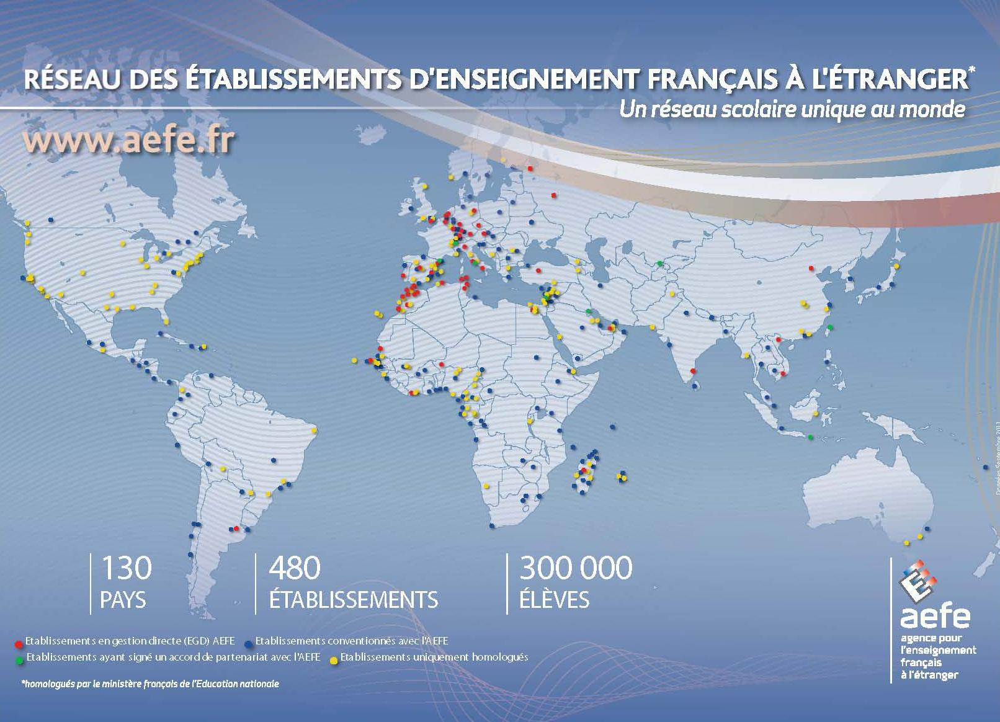 RÉSEAU DES ÉTABLISSEMENTS D'ENSEIGNEMENT FRANÇAIS À L'ÉTRANGER*
Un réseau scolaire unique au monde
www.aefe.fr
Données Septembre 2011
130
PAYS
480
ÉTABLISSEMENTS
300 000
ÉLÈVES
aefe
agence pour
l'enseignement
français
à l'étranger
Etablissements en gestion directe (EGD) AEFE
Etablissements conventionnés avec l'AEFE
Etablissements ayant signé un accord de partenariat avec l'AEFE
Etablissements uniquement homologués
*homologués par le ministère français de l'Education nationale